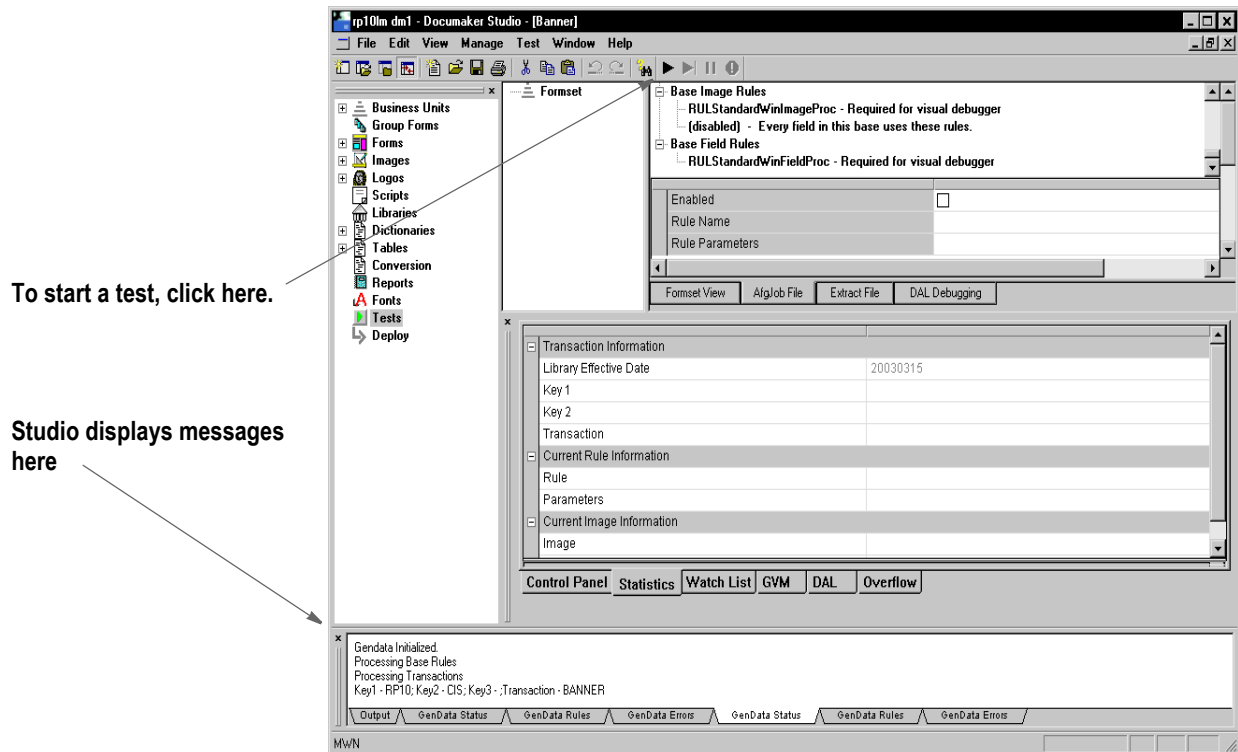 rp10lm dm1 - Documaker Studio - [Banner]
File Edit View Manage Test Window Help
Business Units
Group Forms
Forms
Images
Logos
Scripts
Libraries
Dictionaries
Tables
Conversion
Reports
Fonts
Tests
Deploy
Formset
Base Image Rules
RULStandardWinImageProc - Required for visual debugger
(disabled) - Every field in this base uses these rules.
Base Field Rules
RULStandardWinFieldProc - Required for visual debugger
Enabled
Rule Name
Rule Parameters
Formset View AfgJob File Extract File DAL Debugging
To start a test, click here.
Transaction Information
Library Effective Date 20030315
Key 1
Key 2
Transaction
Current Rule Information
Rule
Parameters
Current Image Information
Image
Control Panel Statistics Watch List GVM DAL Overflow
Studio displays messages
here
Gendata Initialized.
Processing Base Rules
Processing Transactions
Key1 - RP10; Key2 - CIS; Key3 - ;Transaction - BANNER
Output GenData Status GenData Rules GenData Errors GenData Status GenData Rules GenData Errors
MWN